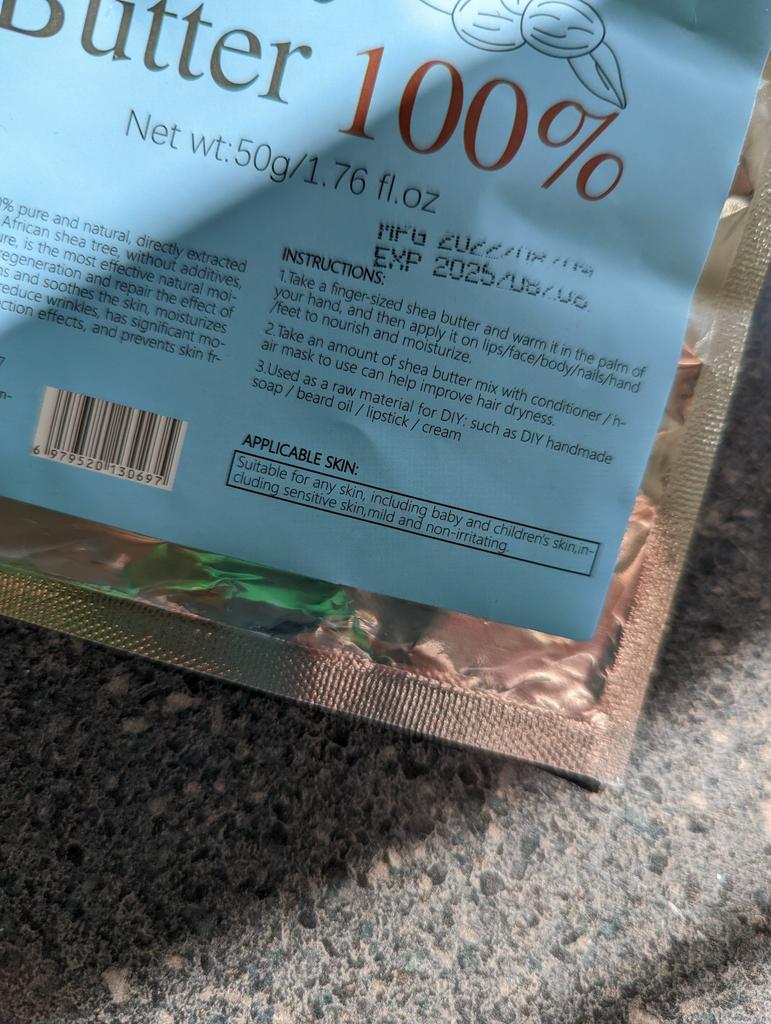 Butter 100%
Net wt:50g/1.76 fl.oz
% pure and natural, directly extracted
African shea tree, without additives,
is the most effective natural moi-
regeneration and repair the effect of
and soothes the skin, moisturizes
reduce wrinkles, has significant mo-
effects, and prevents skin fr-
6 979520 130697
MFG 2022/
EXP 2025/08/
INSTRUCTIONS:
1.Take a finger-sized shea butter and warm it in the palm of
your hand, and then apply it on lips/face/body/nails/hand
/feet to nourish and moisturize.
2.Take an amount of shea butter mix with conditioner / h-
air mask to use can help improve hair dryness.
3.Used as a raw material for DIY: such as DIY handmade
soap / beard oil / lipstick / cream
APPLICABLE SKIN:
Suitable for any skin, including baby and children's skin,in-
cluding sensitive skin,mild and non-irritating.